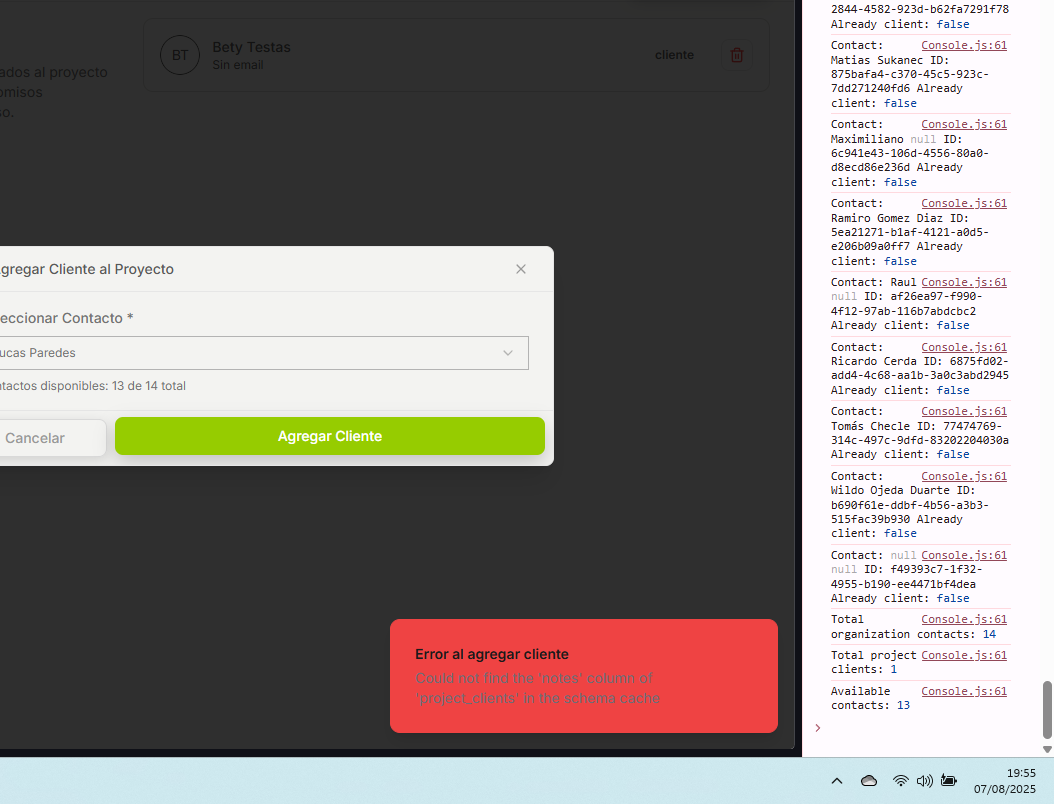 BT
Bety Testas
Sin email
cliente
ados al proyecto
omisos
so.
gregar Cliente al Proyecto
eccionar Contacto *
ucas Paredes
ntactos disponibles: 13 de 14 total
Cancelar
Agregar Cliente
Error al agregar cliente
Could not find the 'notes' column of
'project_clients' in the schema cache
2844-4582-923d-b62fa7291f78
Already client: false
Contact: Console.js:61
Matias Sukanec ID:
875bafa4-c370-45c5-923c-
7dd271240fd6 Already
client: false
Contact: Console.js:61
Maximiliano null ID:
6c941e43-106d-4556-80a0-
d8ecd86e236d Already
client: false
Contact: Console.js:61
Ramiro Gomez Diaz ID:
5ea21271-b1af-4121-a0d5-
e206b09a0ff7 Already
client: false
Contact: Raul Console.js:61
null ID: af26ea97-f990-
4f12-97ab-116b7abdcbc2
Already client: false
Contact: Console.js:61
Ricardo Cerda ID: 6875fd02-
add4-4c68-aa1b-3a0c3abd2945
Already client: false
Contact: Console.js:61
Tomás Checle ID: 77474769-
314c-497c-9dfd-83202204030a
Already client: false
Contact: Console.js:61
Wildo Ojeda Duarte ID:
b690f61e-ddbf-4b56-a3b3-
515fac39b930 Already
client: false
Contact: null Console.js:61
null ID: f49393c7-1f32-
4955-b190-ee4471bf4dea
Already client: false
Total Console.js:61
organization contacts: 14
Total project Console.js:61
clients: 1
Available Console.js:61
contacts: 13
19:55
07/08/2025